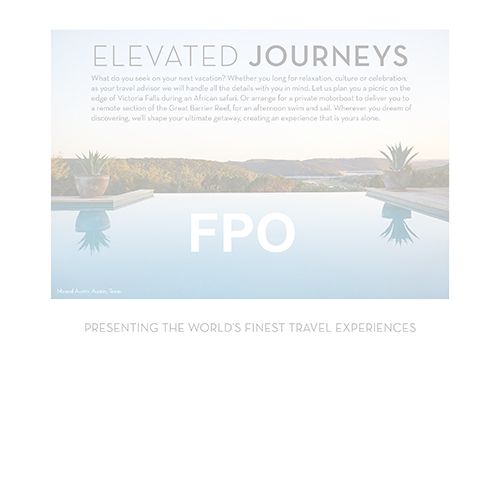 ELEVATED JOURNEYS
What do you seek on your next vacation? Whether you long for relaxation, culture or celebration,
as your travel advisor we will handle all the details with you in mind. Let us plan you a picnic on the
edge of Victoria Falls during an African safari. Or arrange for a private motorboat to deliver you to
a remote section of the Great Barrier Reef, for an afternoon swim and sail. Wherever you dream of
discovering, we'll shape your ultimate getaway, creating an experience that is yours alone.
FPO
Miraval Austin, Austin, Texas
PRESENTING THE WORLD'S FINEST TRAVEL EXPERIENCES